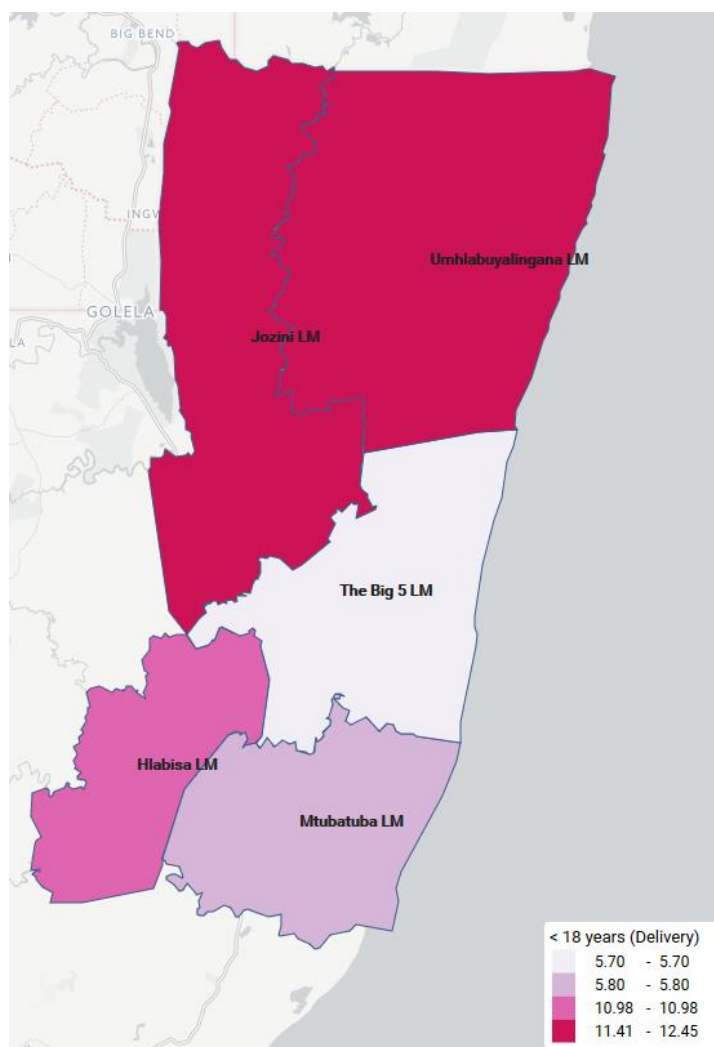 BIG BEND
INGW
GOLELA
LA
Umhlabuyalingana LM
Jozini LM
The Big 5 LM
Hlabisa LM
Mtubatuba LM
< 18 years (Delivery)
5.70 - 5.70
5.80 - 5.80
10.98 - 10.98
11.41 - 12.45